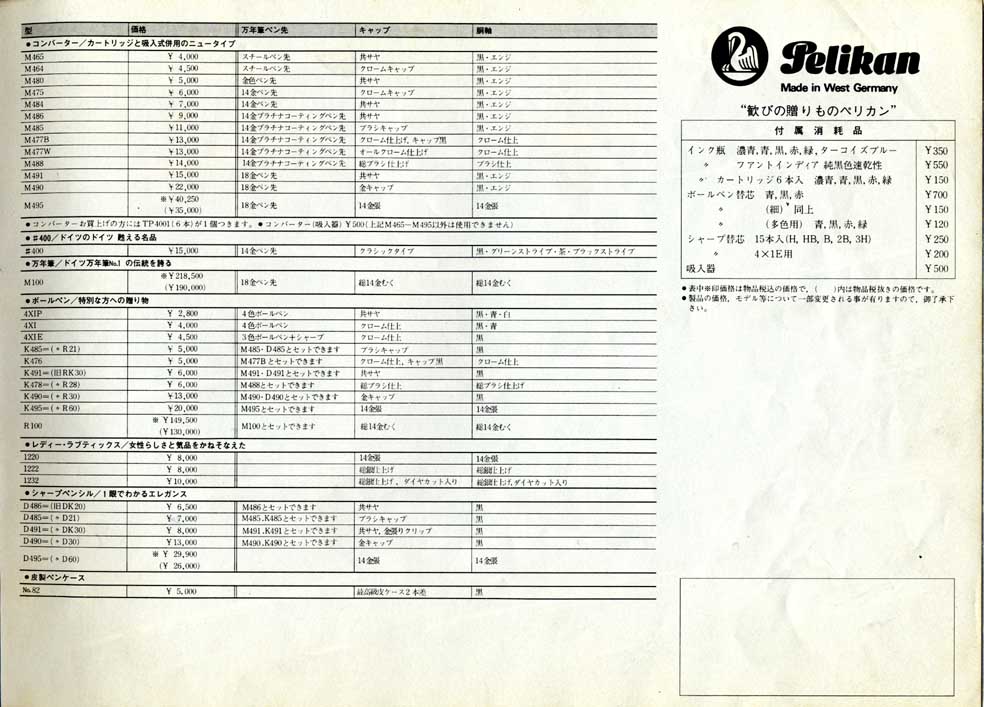 型 価格 万年筆ペン先 キャップ 胴軸
●コンバーター/カートリッジと吸入式併用のニュータイプ
M465 ¥ 4,000 スチールペン先 共サヤ 黒・エンジ
M464 ¥ 4,500 スチールペン先 クロームキャップ 黒・エンジ
M480 ¥ 5,000 金色ペン先 共サヤ 黒・エンジ
M475 ¥ 6,000 14金ペン先 クロームキャップ 黒・エンジ
M484 ¥ 7,000 14金ペン先 共サヤ 黒・エンジ
M486 ¥ 9,000 14金プラチナコーティングペン先 共サヤ 黒・エンジ
M485 ¥11,000 14金プラチナコーティングペン先 ブラシキャップ 黒・エンジ
M477B ¥13,000 14金プラチナコーティングペン先 クローム仕上げ,キャップ黒 クローム仕上
M477W ¥13,000 14金プラチナコーティングペン先 オールクローム仕上げ クローム仕上
M488 ¥14,000 14金プラチナコーティングペン先 総ブラシ仕上げ ブラシ仕上
M491 ¥15,000 18金ペン先 共サヤ 黒・エンジ
M490 ¥22,000 18金ペン先 金キャップ 黒・エンジ
M495 ※¥40,250 (¥35,000) 18金ペン先 14金張 14金張
●コンバーターお買上げの方にはTP4001(6本)が1個つきます。●コンバーター(吸入器)¥500(上記M465〜M495以外は使用できません)
●#400/ドイツのドイツ 甦える名品
#400 ¥15,000 14金ペン先 クラシックタイプ 黒・グリーンストライプ・茶・ブラックストライプ
●万年筆/ドイツ万年筆No.1 の伝統を誇る
M100 ※¥218,500 (¥190,000) 18金ペン先 総14金むく 総14金むく
●ボールペン/特別な方への贈り物
4XIP ¥ 2,800 4色ボールペン 共サヤ 黒・青・白
4XI ¥ 4,000 4色ボールペン クローム仕上 黒・青
4XIE ¥ 4,500 3色ボールペン+シャープ クローム仕上 黒
K485=(〃R21) ¥ 5,000 M485・D485とセットできます ブラシキャップ 黒
K476 ¥ 5,000 M477Bとセットできます クローム仕上,キャップ黒 クローム仕上
K491=(旧RK30) ¥ 6,000 M491・D491とセットできます 共サヤ 黒
K478=(〃R28) ¥ 6,000 M488とセットできます 総ブラシ仕上 総ブラシ仕上げ
K490=(〃R30) ¥13,000 M490・D490とセットできます 金キャップ 黒
K495=(〃R60) ¥20,000 M495とセットできます 14金張 14金張
R100 ※ ¥149,500 (¥130,000) M100とセットできます 総14金むく 総14金むく
●レディー・ラブティックス/女性らしさと気品をかねそなえた
1220 ¥ 8,000 14金張 14金張
1222 ¥ 8,000 総銀仕上げ 総銀仕上げ
1232 ¥10,000 総銀仕上げ,ダイヤカット入り 総銀仕上げ,ダイヤカット入り
●シャープペンシル/1眼でわかるエレガンス
D486=(旧DK20) ¥ 6,500 M486とセットできます 共サヤ 黒
D485=(〃D21) ¥ 7,000 M485.K485とセットできます ブラシキャップ 黒
D491=(〃DK30) ¥ 8,000 M491.K491とセットできます 共サヤ,金張りクリップ 黒
D490=(〃D30) ¥13,000 M490.K490とセットできます 金キャップ 黒
D495=(〃D60) ※ ¥ 29,900 (¥ 26,000) 14金張 14金張
●皮製ペンケース
No.82 ¥ 5,000 最高級皮ケース2本差 黒
Pelikan
Made in West Germany
“歓びの贈りものペリカン”
付属消耗品
インク瓶 濃青,青,黒,赤,緑,ターコイズブルー ¥350
〃 ファントインディア 純黒色速乾性 ¥550
〃 カートリッジ6本入 濃青,青,黒,赤,緑 ¥150
ボールペン替芯 青,黒,赤 ¥700
〃 (細)〃同上 ¥150
〃 (多色用) 青,黒,赤,緑 ¥120
シャープ替芯 15本入(H, HB, B, 2B, 3H) ¥250
〃 4×1E用 ¥200
吸入器 ¥500
●表中※印価格は物品税込の価格で,( )内は物品税抜きの価格です。
●製品の価格,モデル等について一部変更される事が有りますので,御了承下
さい。